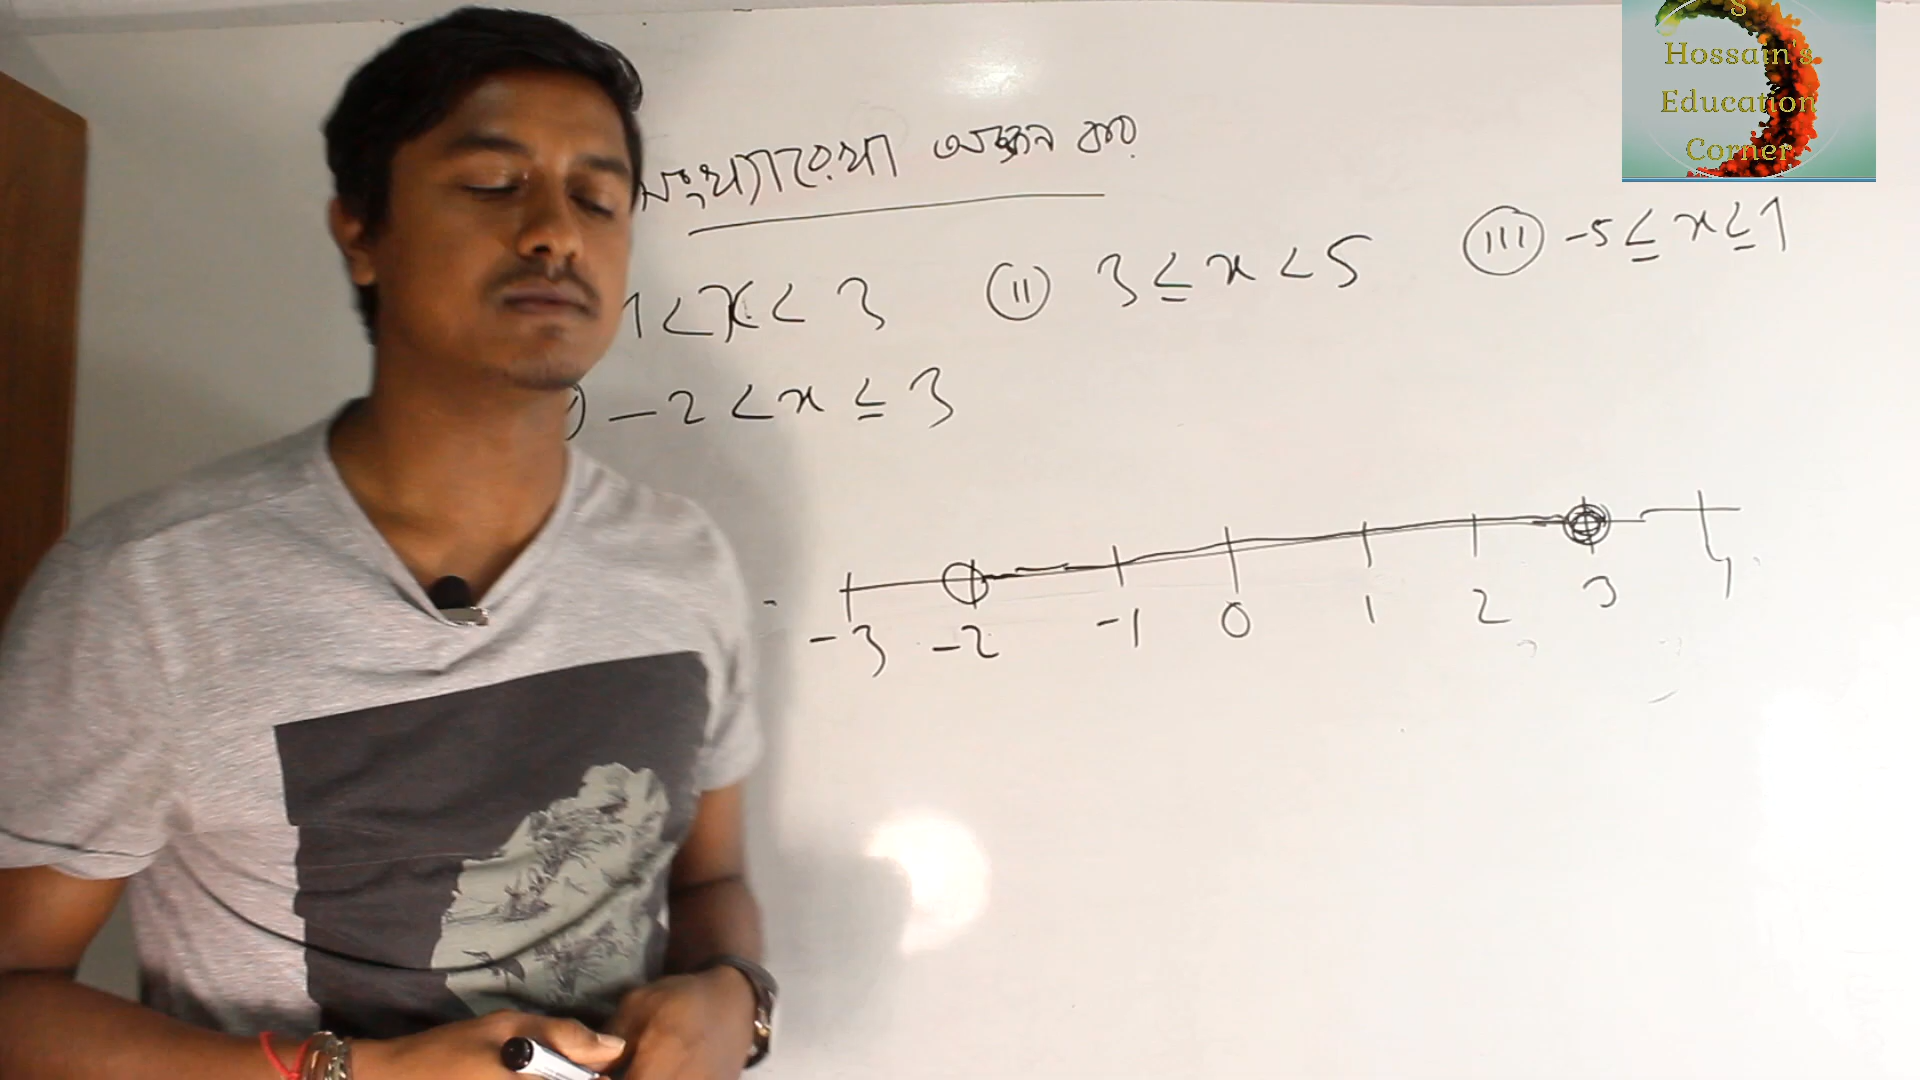 সংখ্যারেখা অঙ্কন কর
1 < x < 3 (ii) 3 ≤ x < 5 (iii) -5 ≤ x ≤ 1
) -2 < x ≤ 3
-3 -2 -1 0 1 2 3 4
S
Hossain's
Education
Corner